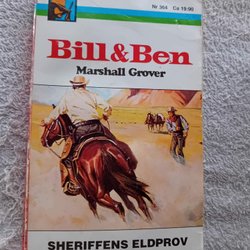 Nr 364 Ca 19:90
Bill & Ben
Marshall Grover
SHERIFFENS ELDPROV